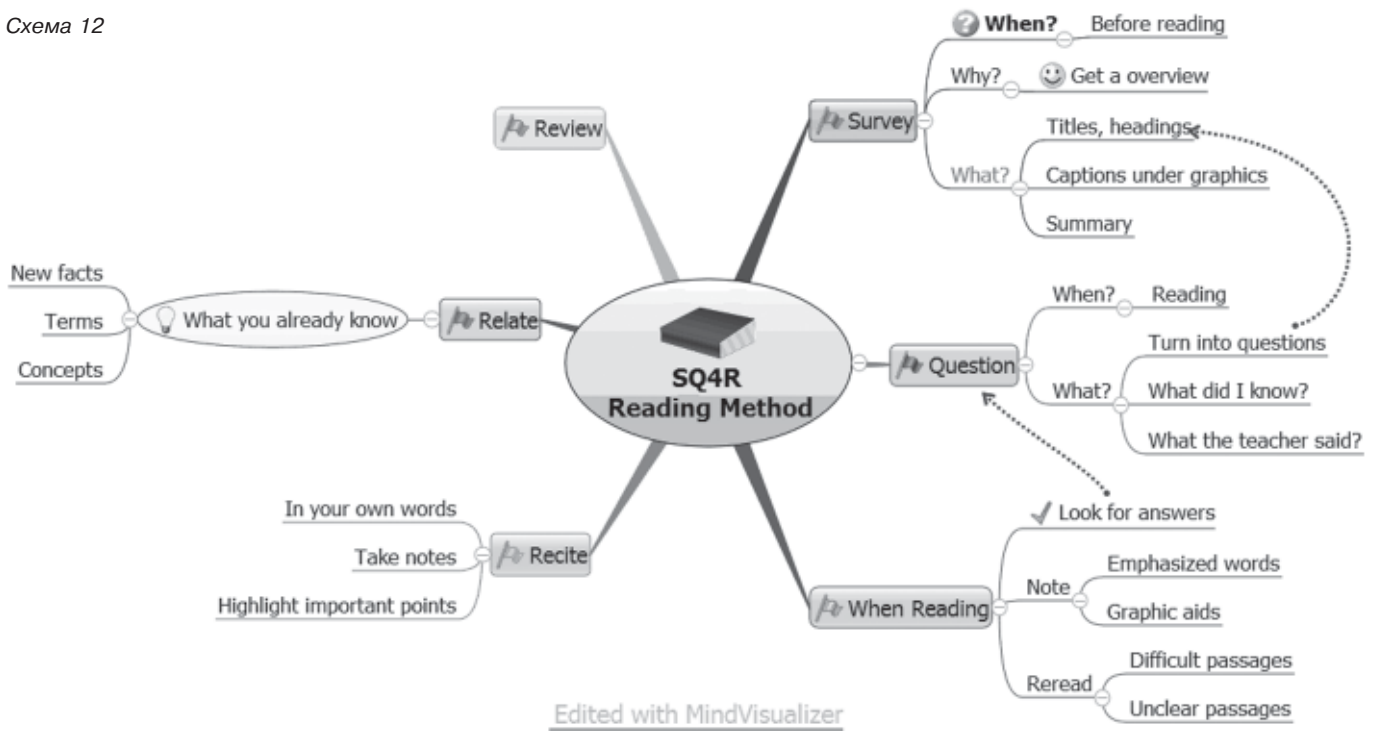 Схема 12
SQ4R
Reading Method
Survey
When?
Before reading
Why?
Get a overview
What?
Titles, headings
Captions under graphics
Summary
Question
When?
Reading
What?
Turn into questions
What did I know?
What the teacher said?
When Reading
Look for answers
Note
Emphasized words
Graphic aids
Reread
Difficult passages
Unclear passages
Recite
In your own words
Take notes
Highlight important points
Relate
What you already know
New facts
Terms
Concepts
Review
Edited with MindVisualizer